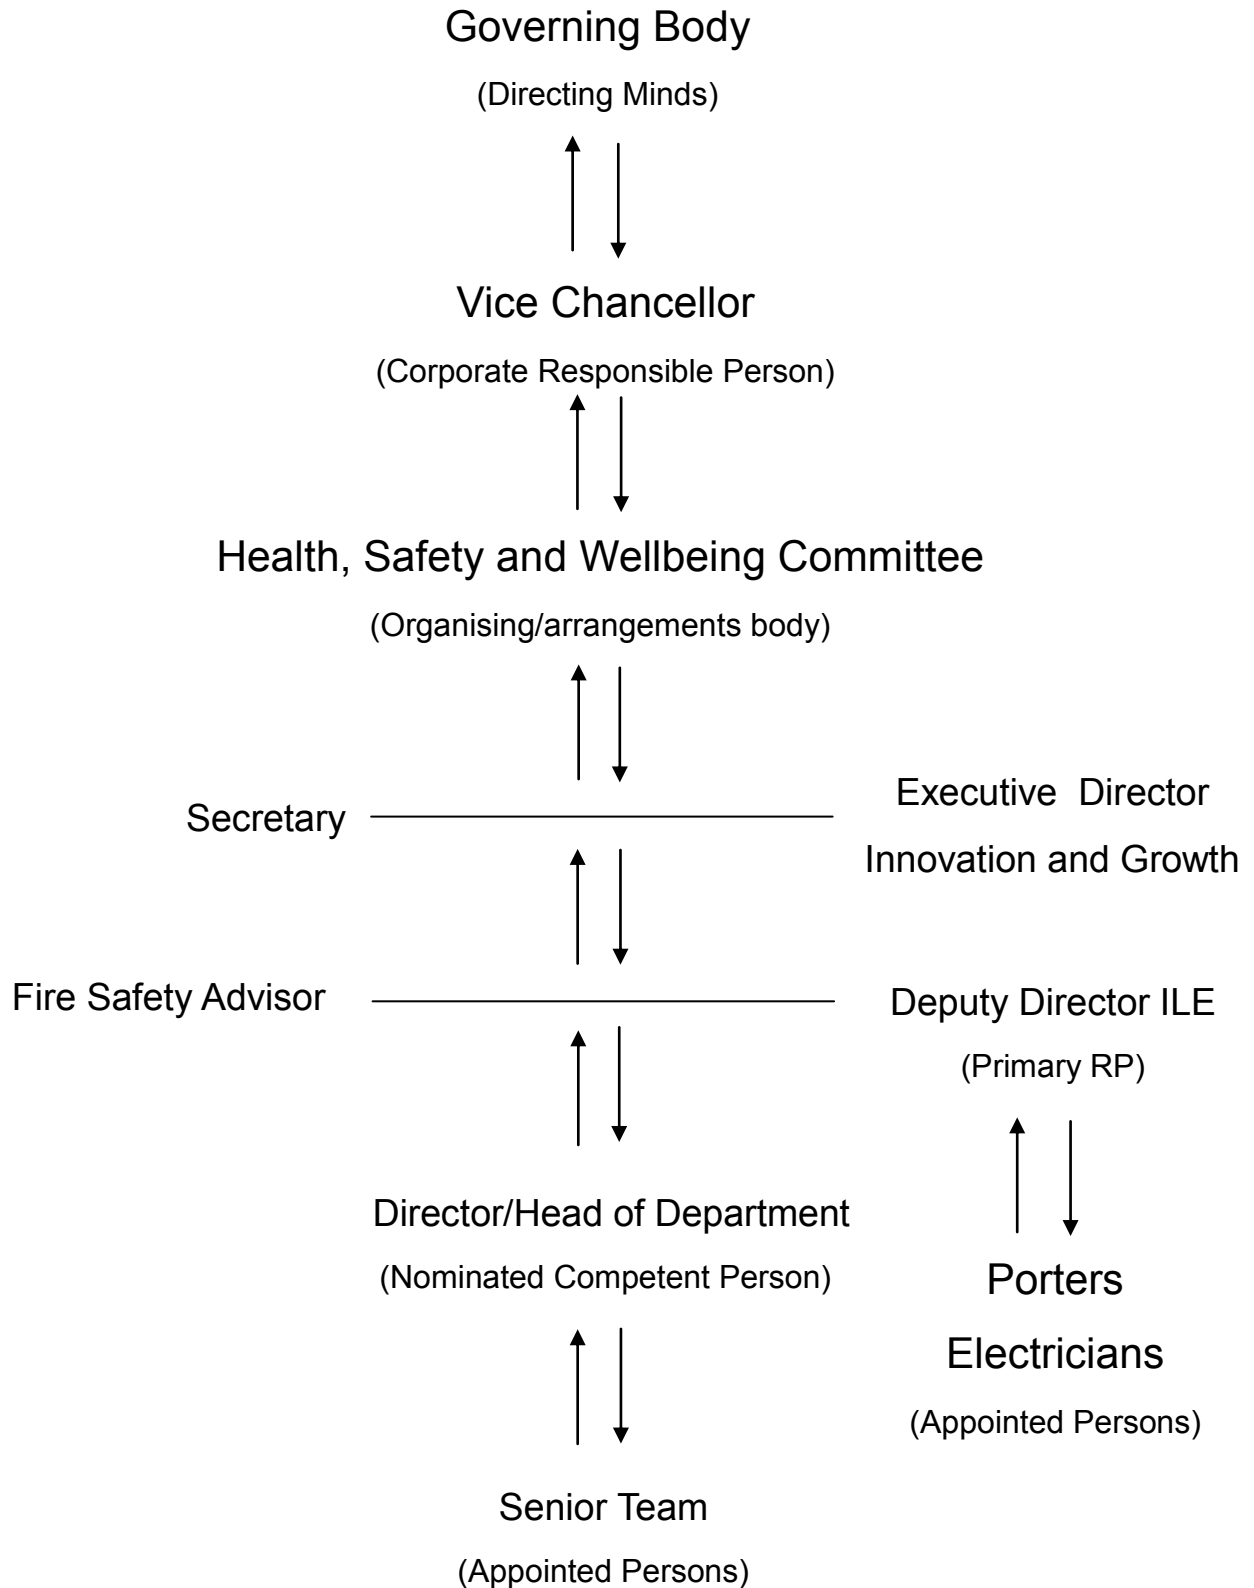 Governing Body
(Directing Minds)
Vice Chancellor
(Corporate Responsible Person)
Health, Safety and Wellbeing Committee
(Organising/arrangements body)
Secretary
Executive  Director
Innovation and Growth
Fire Safety Advisor
Deputy Director ILE
(Primary RP)
Director/Head of Department
(Nominated Competent Person)
Porters
Electricians
(Appointed Persons)
Senior Team
(Appointed Persons)